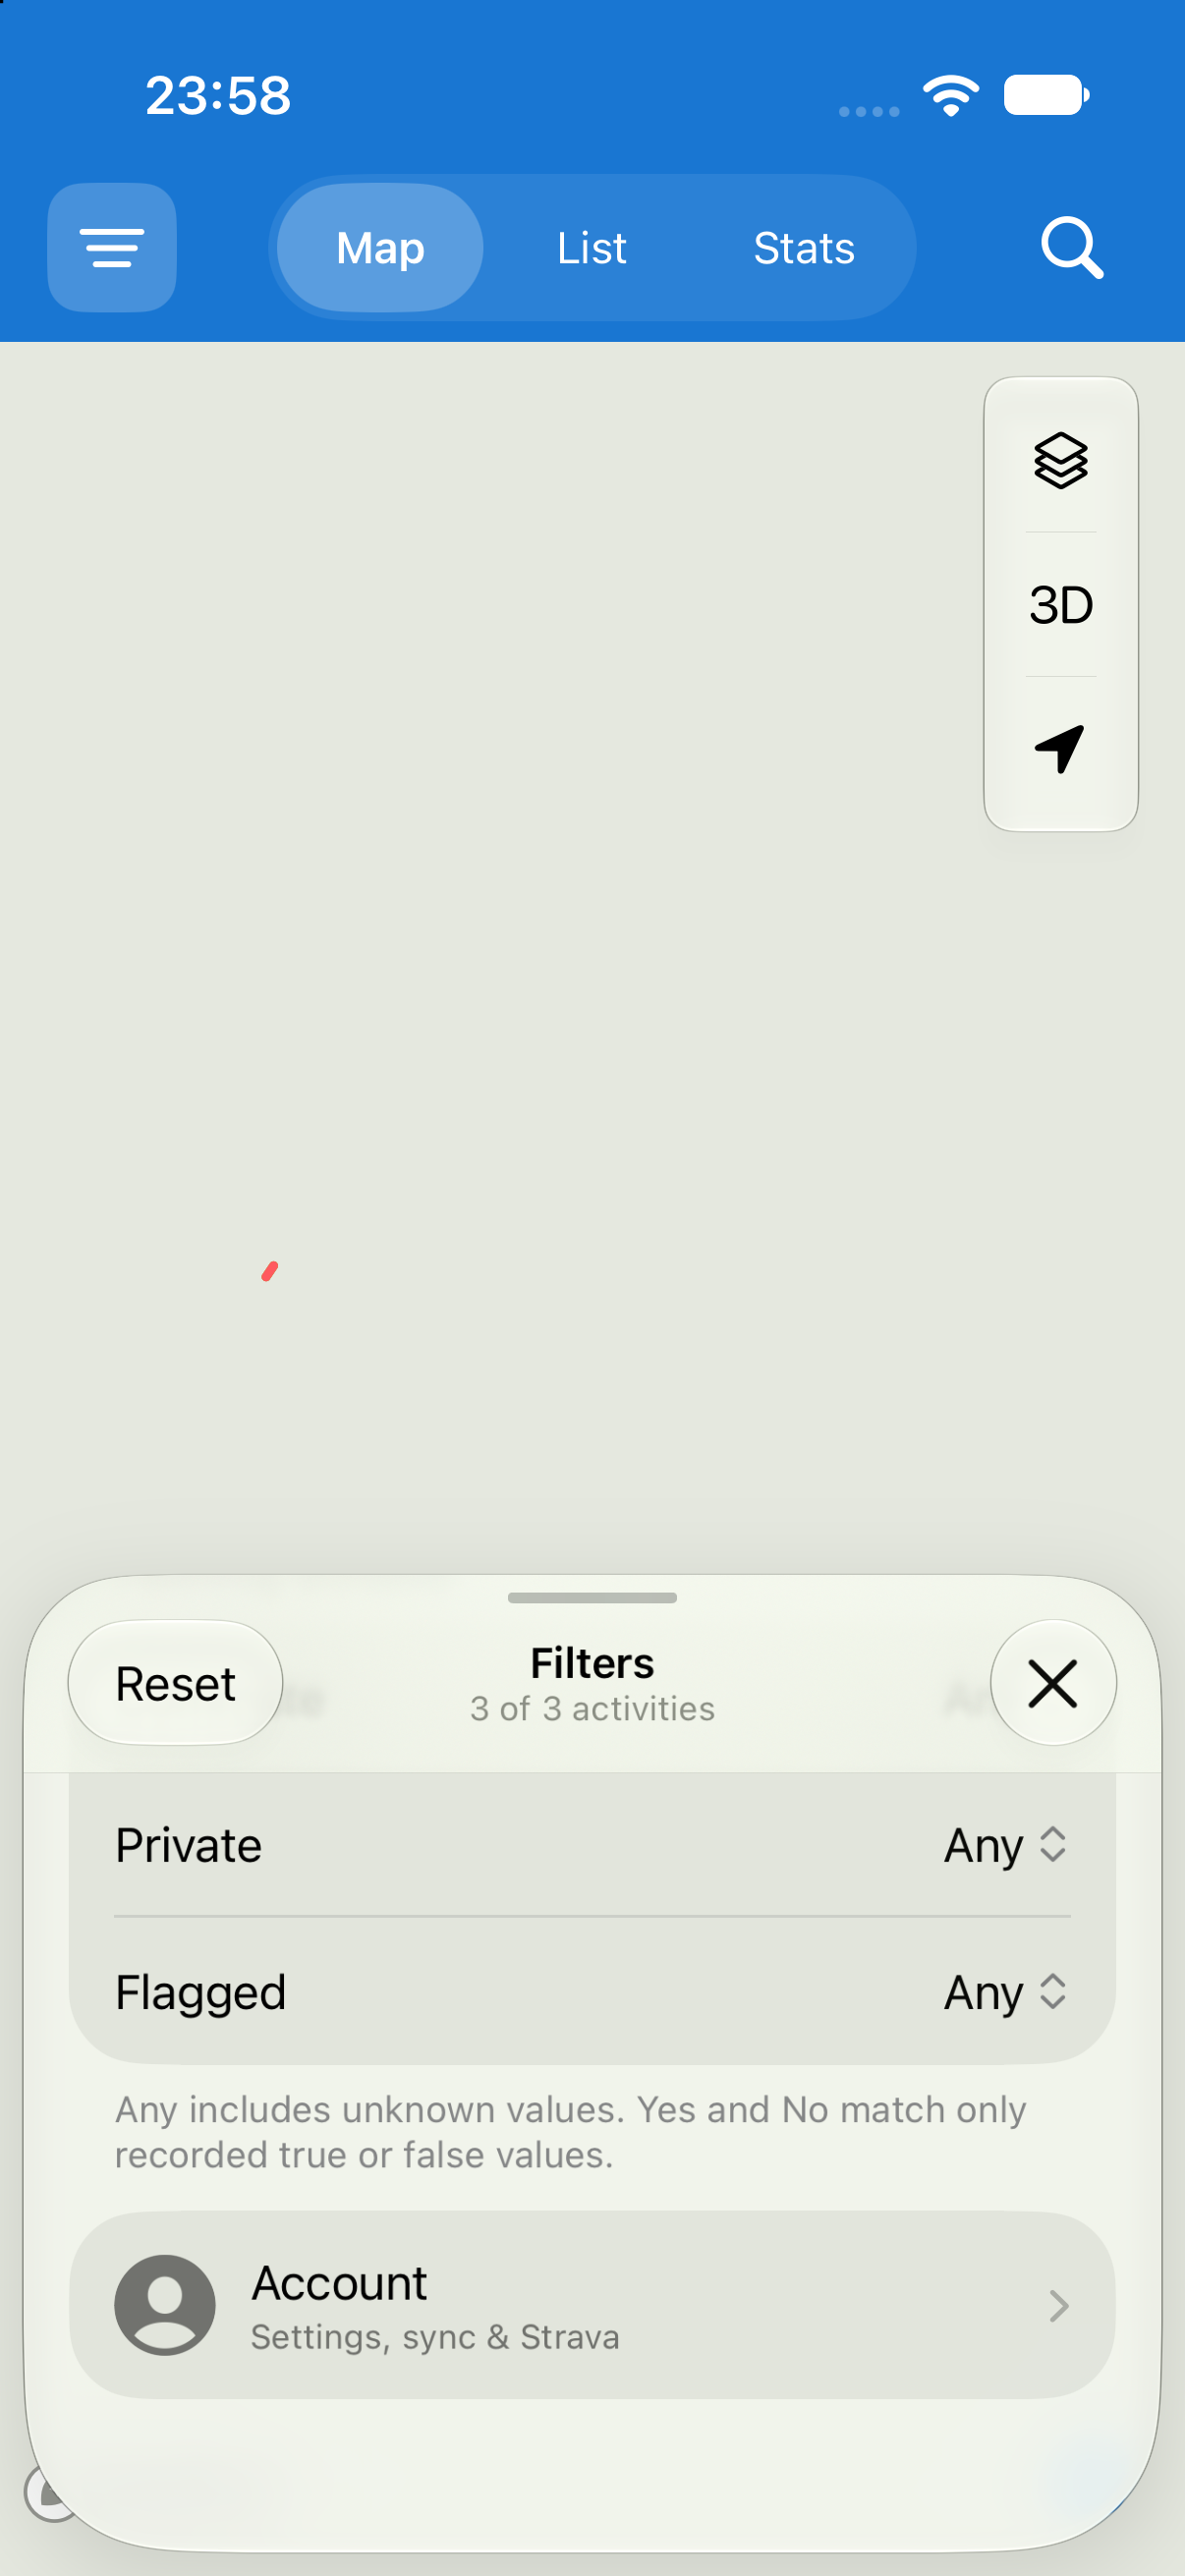 23:58
Map
List
Stats
3D
Reset
Filters
3 of 3 activities
Private
Any
Flagged
Any
Any includes unknown values. Yes and No match only
recorded true or false values.
Account
Settings, sync & Strava